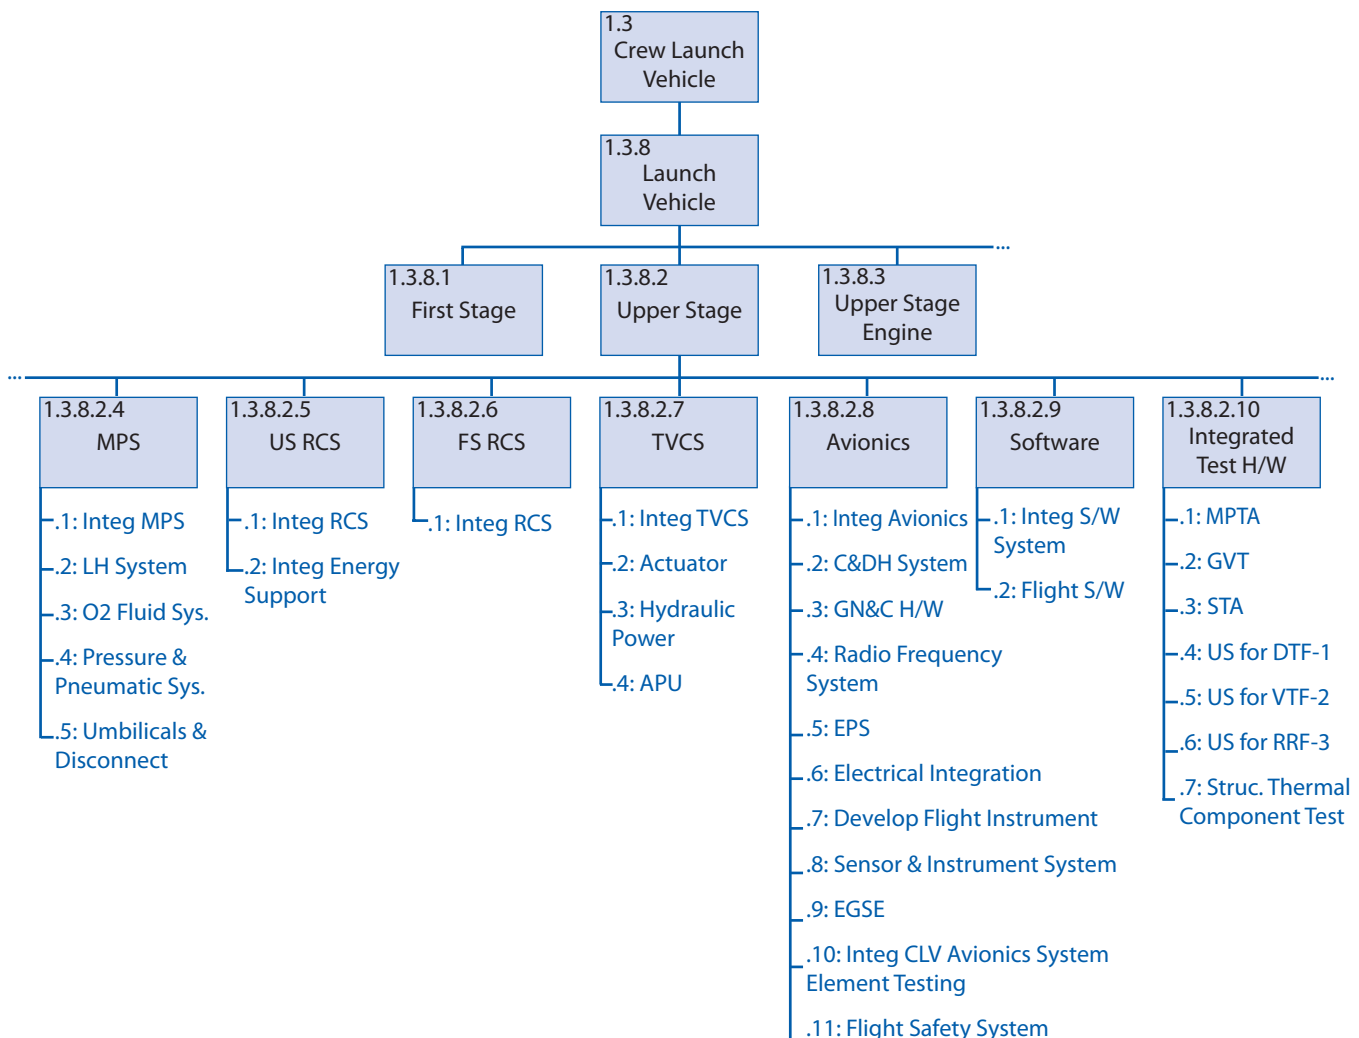 1.3
Crew Launch
Vehicle
1.3.8
Launch
Vehicle
...
1.3.8.1
First Stage
1.3.8.2
Upper Stage
1.3.8.3
Upper Stage
Engine
...
...
1.3.8.2.4
MPS
.1: Integ MPS
.2: LH System
.3: O2 Fluid Sys.
.4: Pressure &
Pneumatic Sys.
.5: Umbilicals &
Disconnect
1.3.8.2.5
US RCS
.1: Integ RCS
.2: Integ Energy
Support
1.3.8.2.6
FS RCS
.1: Integ RCS
1.3.8.2.7
TVCS
.1: Integ TVCS
.2: Actuator
.3: Hydraulic
Power
.4: APU
1.3.8.2.8
Avionics
.1: Integ Avionics
.2: C&DH System
.3: GN&C H/W
.4: Radio Frequency
System
.5: EPS
.6: Electrical Integration
.7: Develop Flight Instrument
.8: Sensor & Instrument System
.9: EGSE
.10: Integ CLV Avionics System
Element Testing
.11: Flight Safety System
1.3.8.2.9
Software
.1: Integ S/W
System
.2: Flight S/W
1.3.8.2.10
Integrated
Test H/W
.1: MPTA
.2: GVT
.3: STA
.4: US for DTF-1
.5: US for VTF-2
.6: US for RRF-3
.7: Struc. Thermal
Component Test